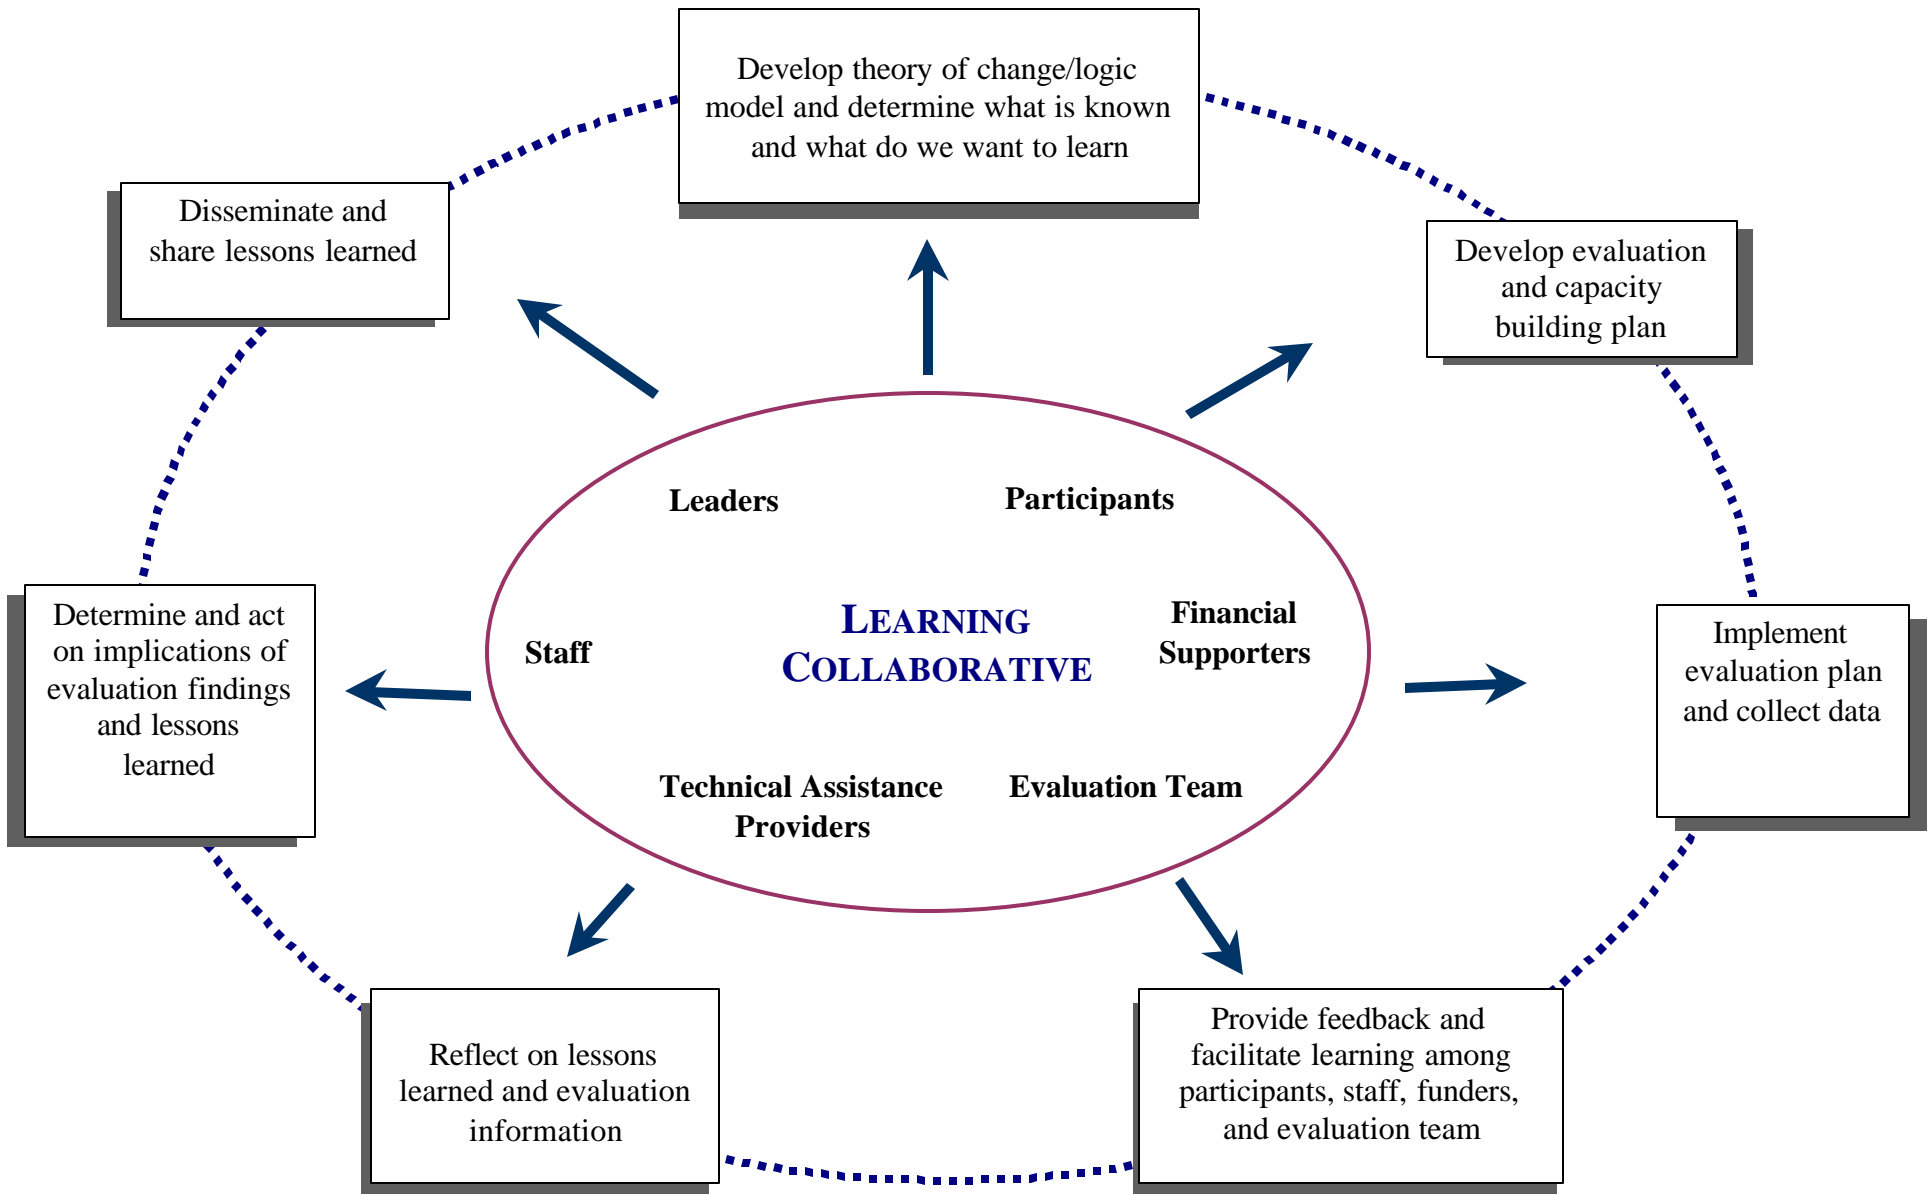 Develop theory of change/logic
model and determine what is known
and what do we want to learn
Disseminate and
share lessons learned
Develop evaluation
and capacity
building plan
Leaders
Participants
LEARNING
COLLABORATIVE
Staff
Financial
Supporters
Technical Assistance
Providers
Evaluation Team
Determine and act
on implications of
evaluation findings
and lessons
learned
Implement
evaluation plan
and collect data
Reflect on lessons
learned and evaluation
information
Provide feedback and
facilitate learning among
participants, staff, funders,
and evaluation team